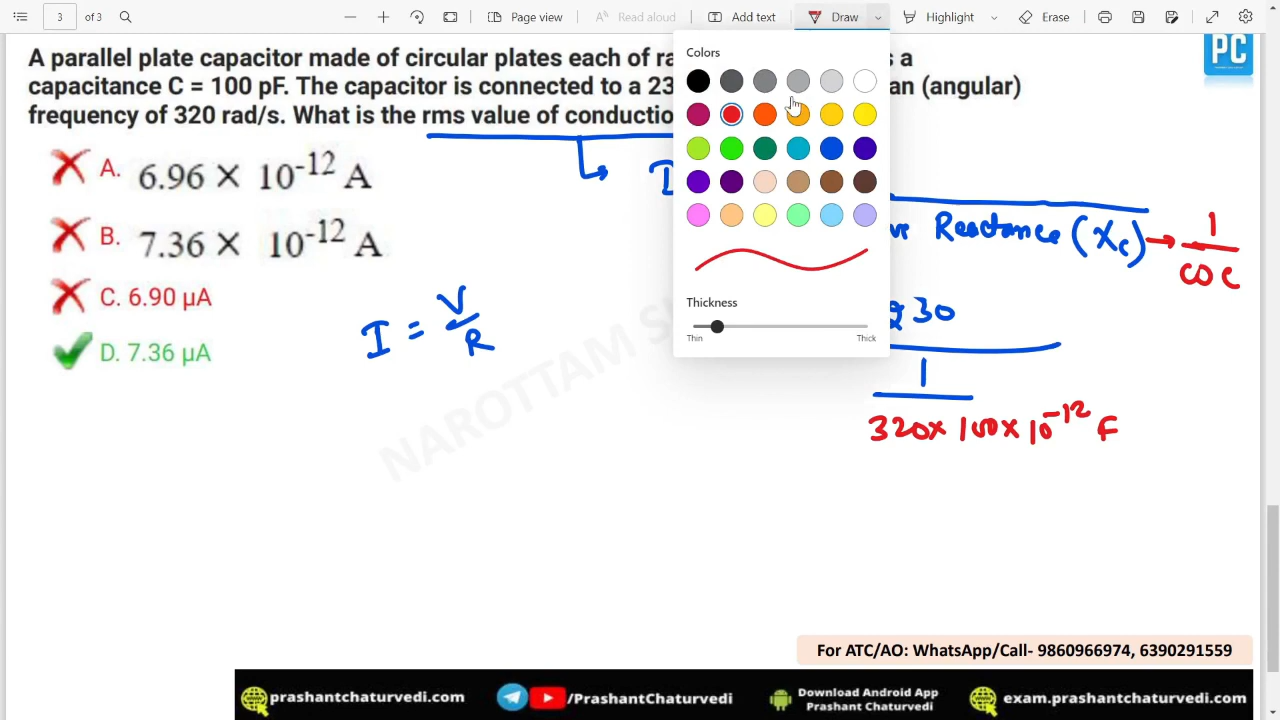 3 of 3 Page view Read aloud Add text Draw Highlight Erase
A parallel plate capacitor made of circular plates each of ra s a
capacitance C = 100 pF. The capacitor is connected to a 23 an (angular)
frequency of 320 rad/s. What is the rms value of conductio
Colors
Thickness
Thin Thick
PC
A. 6.96 × 10⁻¹² A
B. 7.36 × 10⁻¹² A
C. 6.90 µA
D. 7.36 µA
I = V/R
Reactance (Xc) → 1/ωC
230
1
320× 100× 10⁻¹² F
NAROTTAM
For ATC/AO: WhatsApp/Call- 9860966974, 6390291559
prashantchaturvedi.com /PrashantChaturvedi Download Android App
Prashant Chaturvedi exam.prashantchaturvedi.com